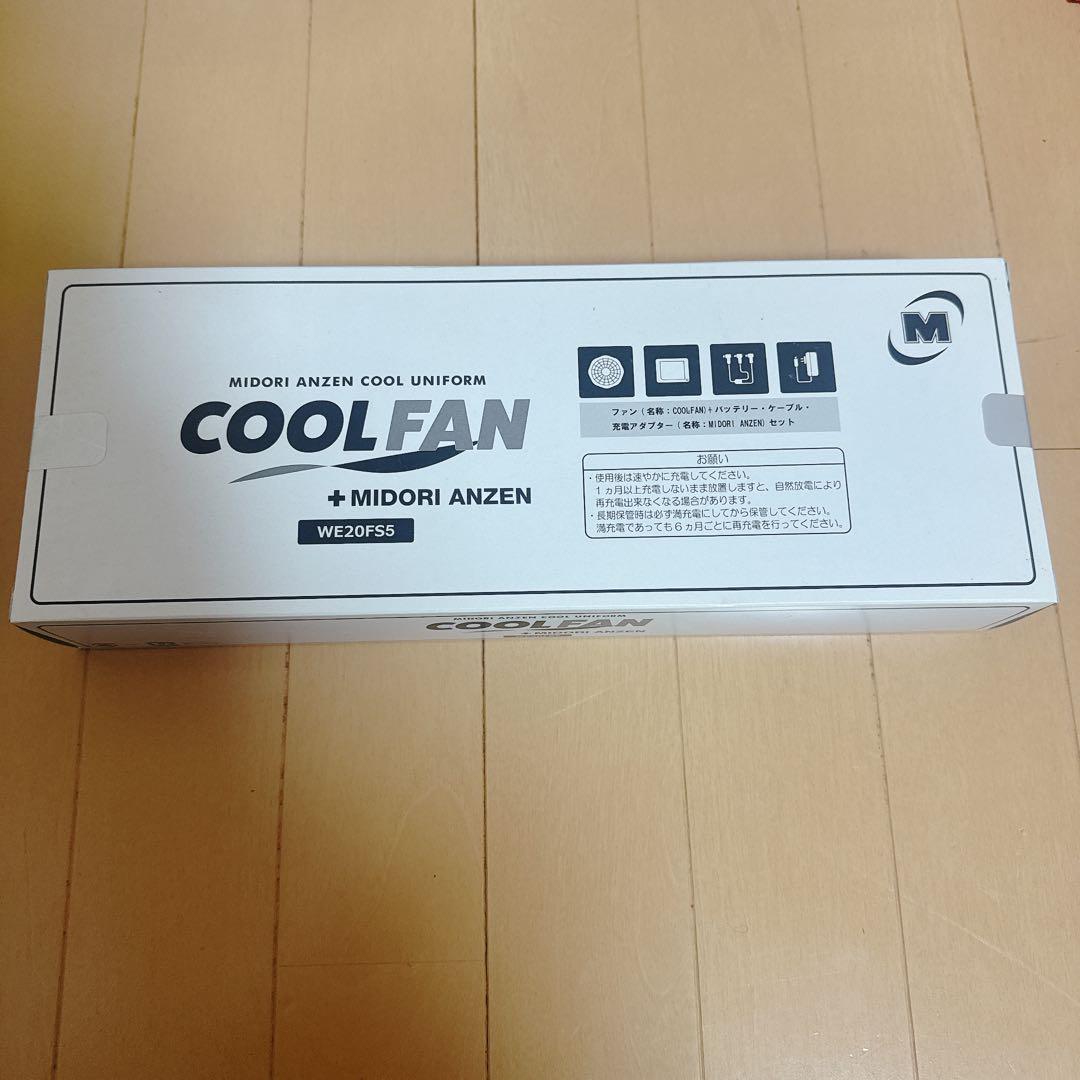 MIDORI ANZEN COOL UNIFORM
COOLFAN
+MIDORI ANZEN
WE20FS5
M
ファン(名称:COOLFAN)+バッテリー・ケーブル・
充電アダプター(名称:MIDORI ANZEN)セット
お願い
・使用後は速やかに充電してください。
1ヵ月以上充電しないまま放置しますと、自然放電により
再充電出来なくなる場合があります。
・長期保管時は必ず満充電にしてから保管してください。
満充電であっても6ヵ月ごとに再充電を行ってください。
MIDORI ANZEN COOL UNIFORM
COOLFAN
+MIDORI ANZEN